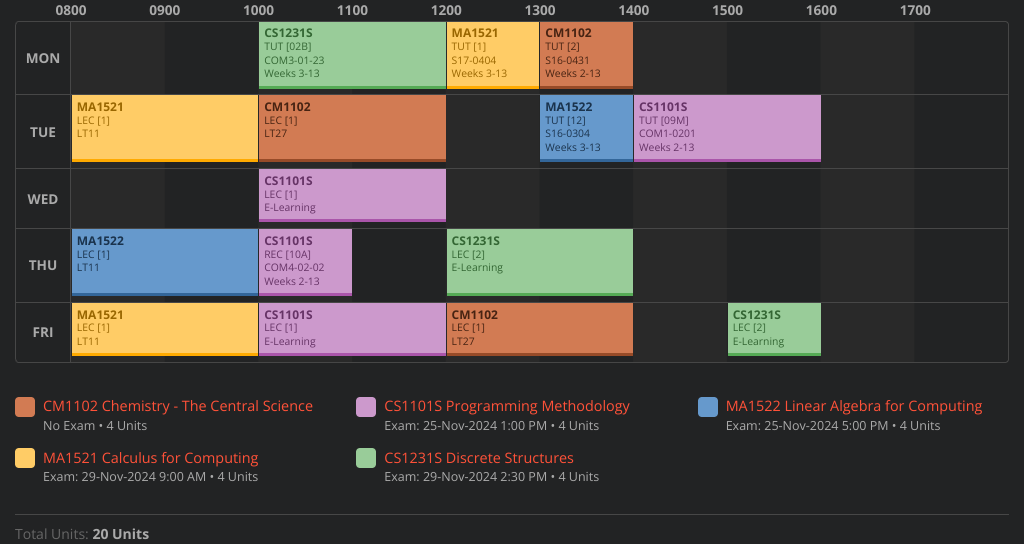 0800 0900 1000 1100 1200 1300 1400 1500 1600 1700
MON
CS1231S
TUT [02B]
COM3-01-23
Weeks 3-13
MA1521
TUT [1]
S17-0404
Weeks 3-13
CM1102
TUT [2]
S16-0431
Weeks 2-13
TUE
MA1521
LEC [1]
LT11
CM1102
LEC [1]
LT27
MA1522
TUT [12]
S16-0304
Weeks 3-13
CS1101S
TUT [09M]
COM1-0201
Weeks 2-13
WED
CS1101S
LEC [1]
E-Learning
THU
MA1522
LEC [1]
LT11
CS1101S
REC [10A]
COM4-02-02
Weeks 2-13
CS1231S
LEC [2]
E-Learning
FRI
MA1521
LEC [1]
LT11
CS1101S
LEC [1]
E-Learning
CM1102
LEC [1]
LT27
CS1231S
LEC [2]
E-Learning
CM1102 Chemistry - The Central Science
No Exam • 4 Units
CS1101S Programming Methodology
Exam: 25-Nov-2024 1:00 PM • 4 Units
MA1522 Linear Algebra for Computing
Exam: 25-Nov-2024 5:00 PM • 4 Units
MA1521 Calculus for Computing
Exam: 29-Nov-2024 9:00 AM • 4 Units
CS1231S Discrete Structures
Exam: 29-Nov-2024 2:30 PM • 4 Units
Total Units: 20 Units